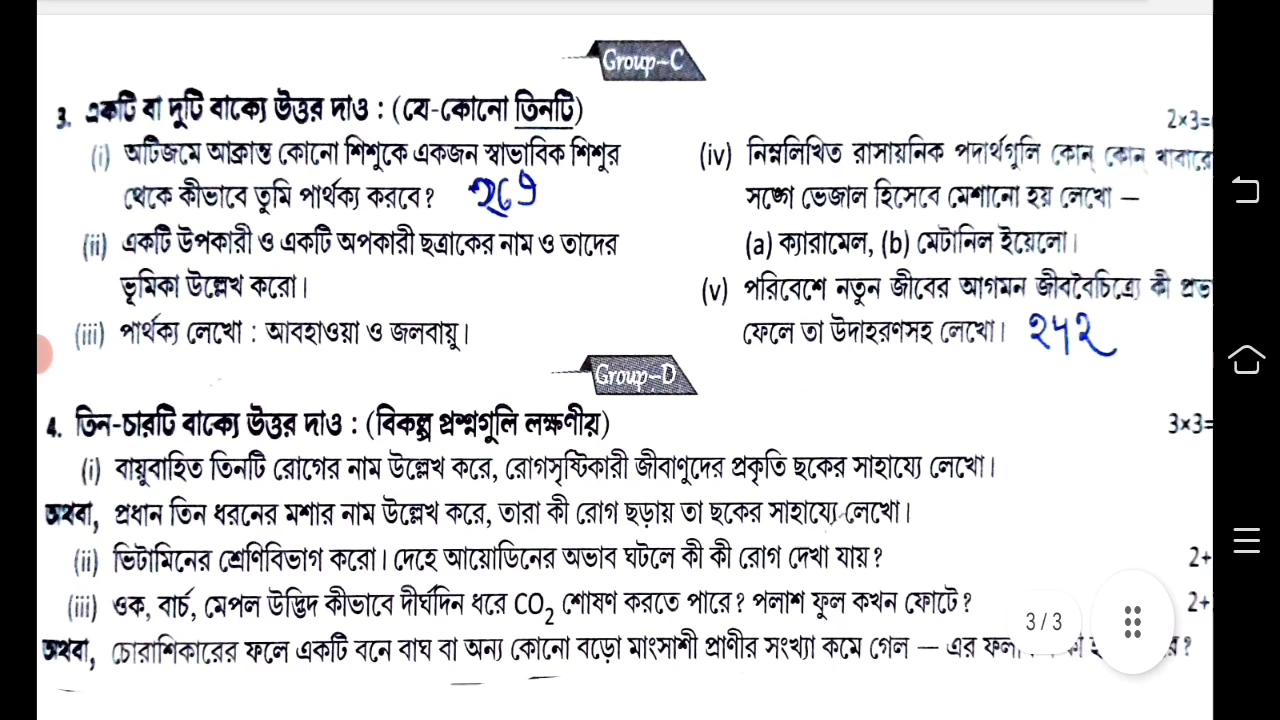 Group-C
3. একটি বা দুটি বাক্যে উত্তর দাও : (যে-কোনো তিনটি) 2×3=
(i) অটিজমে আক্রান্ত কোনো শিশুকে একজন স্বাভাবিক শিশুর
থেকে কীভাবে তুমি পার্থক্য করবে?
(ii) একটি উপকারী ও একটি অপকারী ছত্রাকের নাম ও তাদের
ভূমিকা উল্লেখ করো।
(iii) পার্থক্য লেখো : আবহাওয়া ও জলবায়ু।
(iv) নিম্নলিখিত রাসায়নিক পদার্থগুলি কোন্ কোন্ খাবারে
সঙ্গে ভেজাল হিসেবে মেশানো হয় লেখো —
(a) ক্যারামেল, (b) মেটানিল ইয়েলো।
(v) পরিবেশে নতুন জীবের আগমন জীববৈচিত্র্যে কী
ফেলে তা উদাহরণসহ লেখো। ২৭২
Group-D
4. তিন-চারটি বাক্যে উত্তর দাও : (বিকল্প প্রশ্নগুলি লক্ষণীয়) 3×3=
(i) বায়ুবাহিত তিনটি রোগের নাম উল্লেখ করে, রোগসৃষ্টিকারী জীবাণুদের প্রকৃতি ছকের সাহায্যে লেখো।
অথবা, প্রধান তিন ধরনের মশার নাম উল্লেখ করে, তারা কী রোগ ছড়ায় তা ছকের সাহায্যে লেখো।
(ii) ভিটামিনের শ্রেণিবিভাগ করো। দেহে আয়োডিনের অভাব ঘটলে কী কী রোগ দেখা যায়? 2+
(iii) ওক, বার্চ, মেপল উদ্ভিদ কীভাবে দীর্ঘদিন ধরে CO₂ শোষণ করতে পারে? পলাশ ফুল কখন ফোটে? 2+
3/3
অথবা, চোরাশিকারের ফলে একটি বনে বাঘ বা অন্য কোনো বড়ো মাংসাশী প্রাণীর সংখ্যা কমে গেল — এর